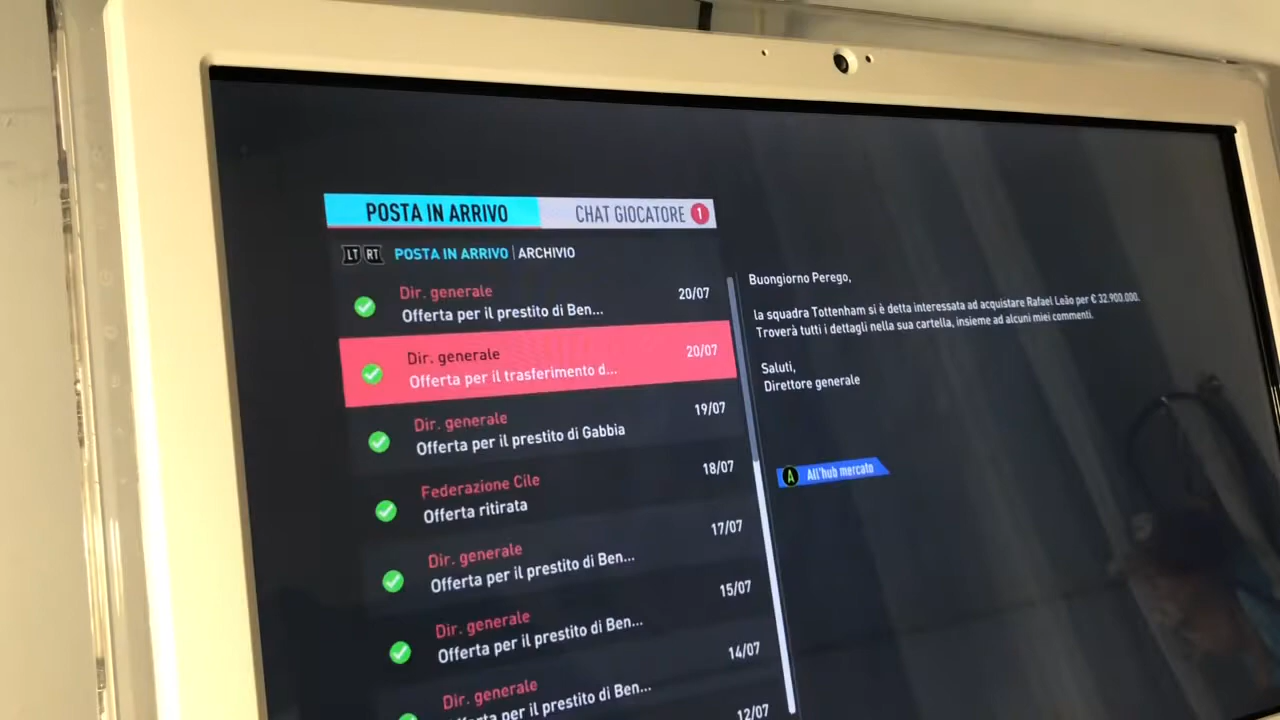 POSTA IN ARRIVO
CHAT GIOCATORE 1
LT RT POSTA IN ARRIVO | ARCHIVIO
Dir. generale 20/07
Offerta per il prestito di Ben...
Dir. generale 20/07
Offerta per il trasferimento d...
Dir. generale 19/07
Offerta per il prestito di Gabbia
Federazione Cile 18/07
Offerta ritirata
Dir. generale 17/07
Offerta per il prestito di Ben...
Dir. generale 15/07
Offerta per il prestito di Ben...
Dir. generale 14/07
Offerta per il prestito di Ben...
12/07
Buongiorno Perego,
la squadra Tottenham si è detta interessata ad acquistare Rafael Leão per € 32.900.000.
Troverà tutti i dettagli nella sua cartella, insieme ad alcuni miei commenti.
Saluti,
Direttore generale
A All'hub mercato